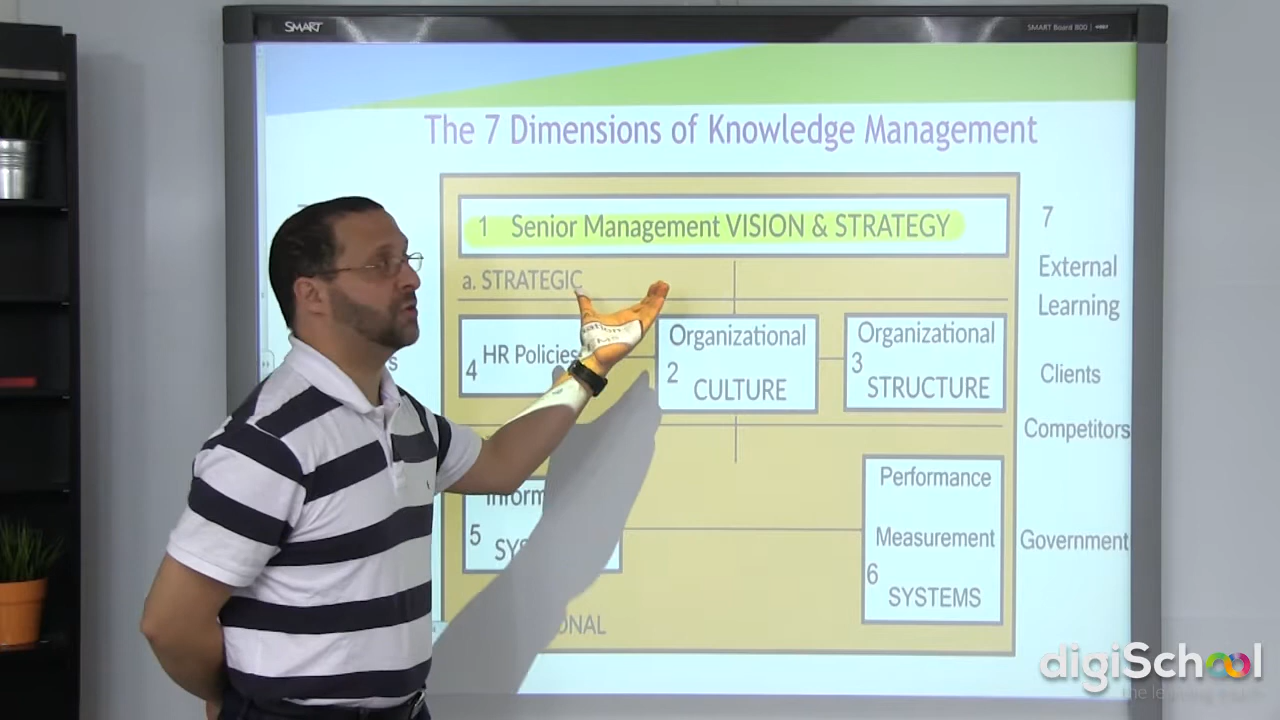 SMART
SMART Board 800
The 7 Dimensions of Knowledge Management
1 Senior Management VISION & STRATEGY
a. STRATEGIC
4 HR Policies
Organizational
2 CULTURE
Organizational
3 STRUCTURE
5
Performance
Measurement
6 SYSTEMS
7
External
Learning
Clients
Competitors
Government
digiSchool